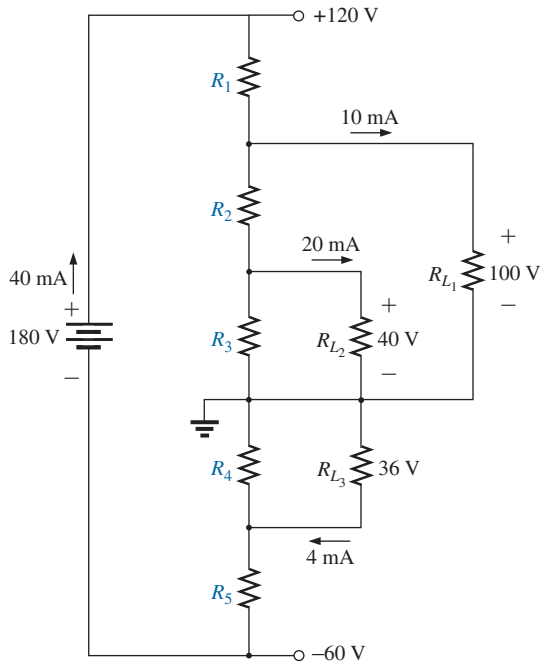 +120 V
R1
10 mA
R2
20 mA
+
RL1
100 V
−
40 mA
+
180 V
−
R3
+
RL2
40 V
−
R4
RL3
36 V
4 mA
R5
−60 V